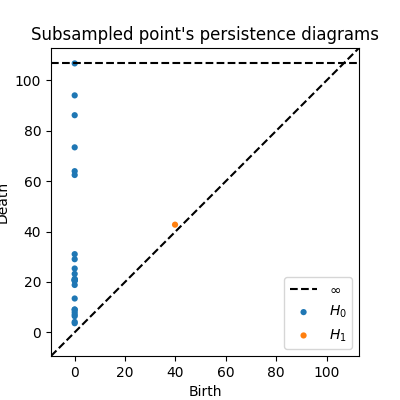 Subsampled point's persistence diagrams
100
80
60
40
20
0
Death
∞
H₀
H₁
0 20 40 60 80 100
Birth